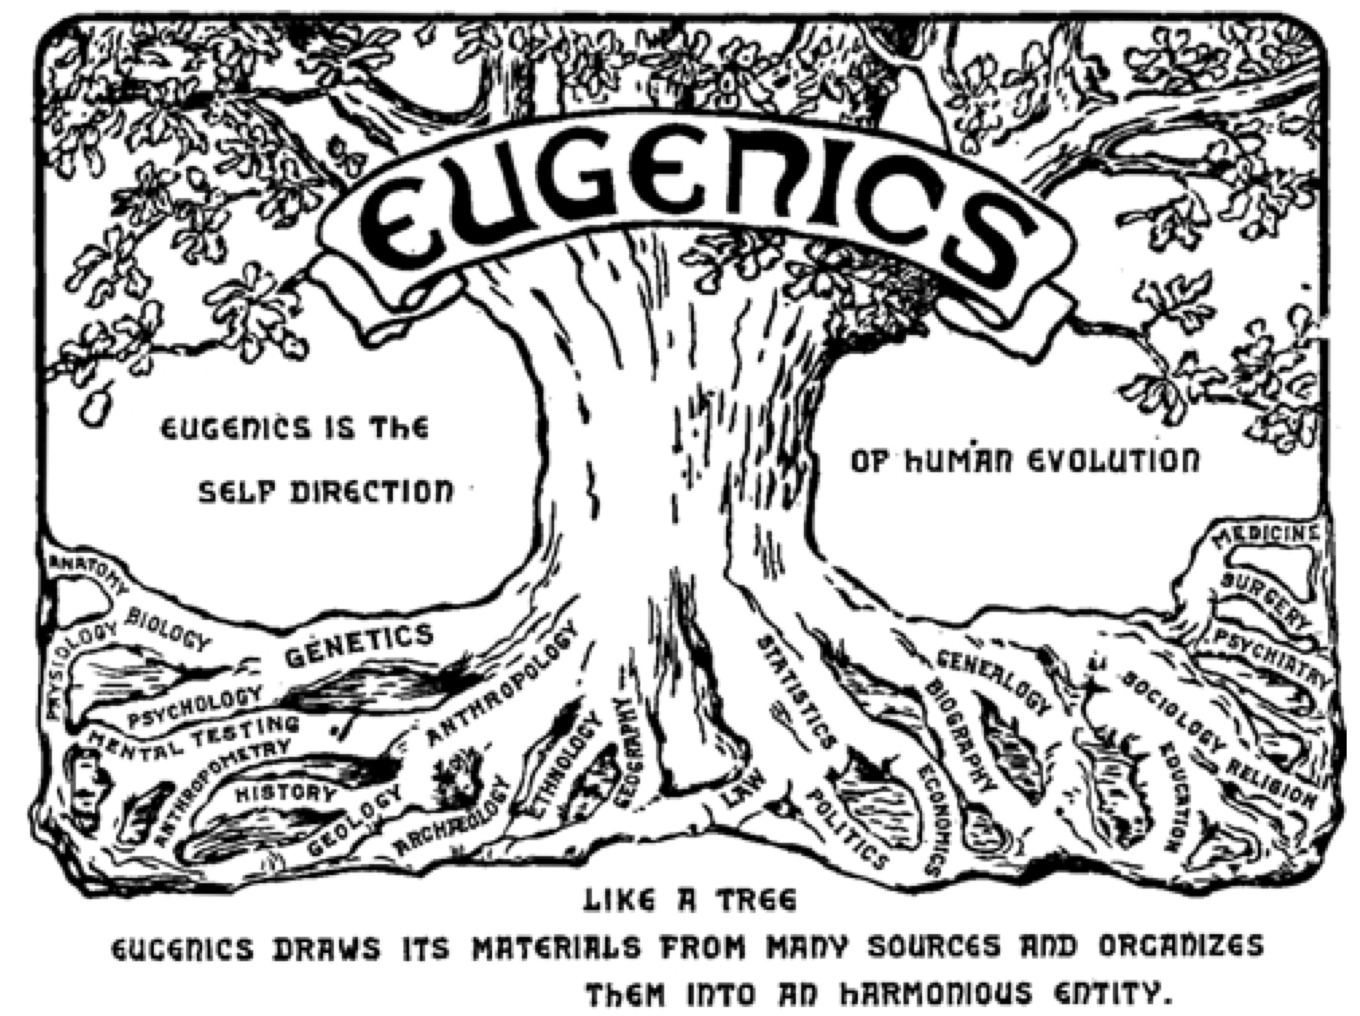 EUGENICS
EUGENICS IS THE
SELF DIRECTION
OF HUMAN EVOLUTION
ANATOMY
BIOLOGY
PHYSIOLOGY
GENETICS
PSYCHOLOGY
MENTAL TESTING
ANTHROPOMETRY
HISTORY
GEOLOGY
ANTHROPOLOGY
ARCHÆOLOGY
ETHNOLOGY
GEOGRAPHY
LAW
STATISTICS
POLITICS
ECONOMICS
BIOGRAPHY
GENEALOGY
EDUCATION
SOCIOLOGY
RELIGION
PSYCHIATRY
SURGERY
MEDICINE
LIKE A TREE
EUGENICS DRAWS ITS MATERIALS FROM MANY SOURCES AND ORGANIZES
THEM INTO AN HARMONIOUS ENTITY.